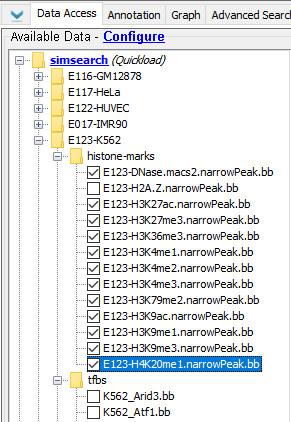 Data Access Annotation Graph Advanced Searc
Available Data - Configure
simsearch (Quickload)
E116-GM12878
E117-HeLa
E122-HUVEC
E017-IMR90
E123-K562
histone-marks
E123-DNase.macs2.narrowPeak.bb
E123-H2A.Z.narrowPeak.bb
E123-H3K27ac.narrowPeak.bb
E123-H3K27me3.narrowPeak.bb
E123-H3K36me3.narrowPeak.bb
E123-H3K4me1.narrowPeak.bb
E123-H3K4me2.narrowPeak.bb
E123-H3K4me3.narrowPeak.bb
E123-H3K79me2.narrowPeak.bb
E123-H3K9ac.narrowPeak.bb
E123-H3K9me1.narrowPeak.bb
E123-H3K9me3.narrowPeak.bb
E123-H4K20me1.narrowPeak.bb
tfbs
K562_Arid3.bb
K562_Atf1.bb